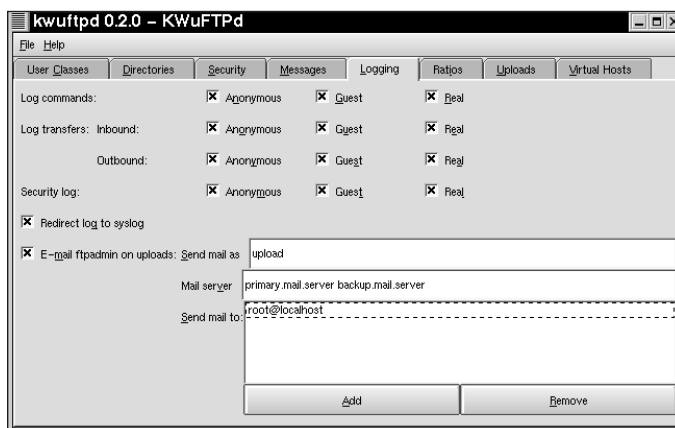 kwuftpd 0.2.0 – KWuFTPd
File Help
User Classes Directories Security Messages Logging Ratios Uploads Virtual Hosts
Log commands: Anonymous Guest Real
Log transfers: Inbound: Anonymous Guest Real
Outbound: Anonymous Guest Real
Security log: Anonymous Guest Real
Redirect log to syslog
E-mail ftpadmin on uploads: Send mail as upload
Mail server primary.mail.server backup.mail.server
Send mail to: root@localhost
Add Remove